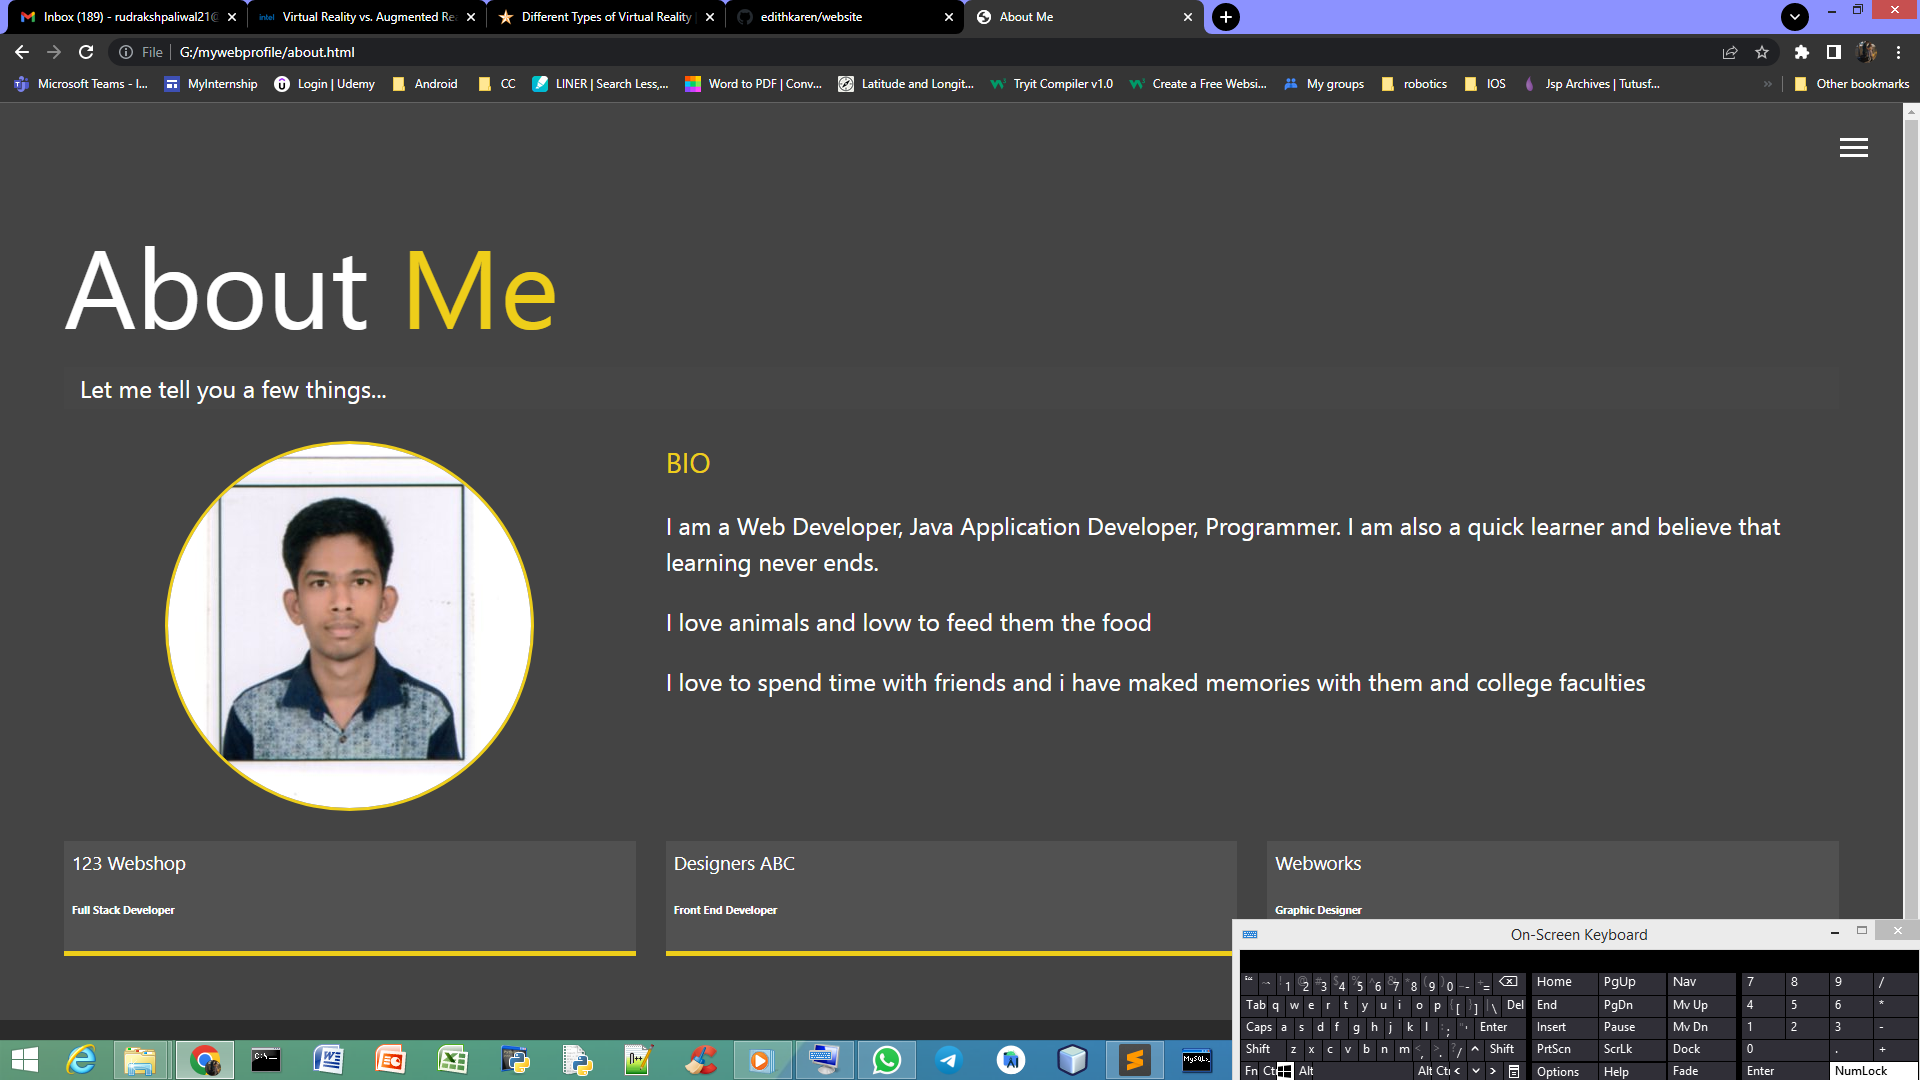 Inbox (189) - rudrakshpaliwal21@
Virtual Reality vs. Augmented Re
Different Types of Virtual Reality
edithkaren/website
About Me
File
G:/mywebprofile/about.html
Microsoft Teams - I...
MyInternship
Login | Udemy
Android
CC
LINER | Search Less,...
Word to PDF | Conv...
Latitude and Longit...
Tryit Compiler v1.0
Create a Free Websi...
My groups
robotics
IOS
Jsp Archives | Tutusf...
»
Other bookmarks
About Me
Let me tell you a few things...
BIO
I am a Web Developer, Java Application Developer, Programmer. I am also a quick learner and believe that
learning never ends.
I love animals and lovw to feed them the food
I love to spend time with friends and i have maked memories with them and college faculties
123 Webshop
Full Stack Developer
Designers ABC
Front End Developer
Webworks
Graphic Designer
On-Screen Keyboard
1 2 3 4 5 6 7 8 9 0 - = Home PgUp Nav 7 8 9 /
Tab q w e r t y u i o p [ ] \ Del End PgDn Mv Up 4 5 6 *
Caps a s d f g h j k l ; ' Enter Insert Pause Mv Dn 1 2 3 -
Shift z x c v b n m , . / ^ Shift PrtScn ScrLk Dock 0 . +
Fn Alt Alt < > Options Help Fade Enter NumLock